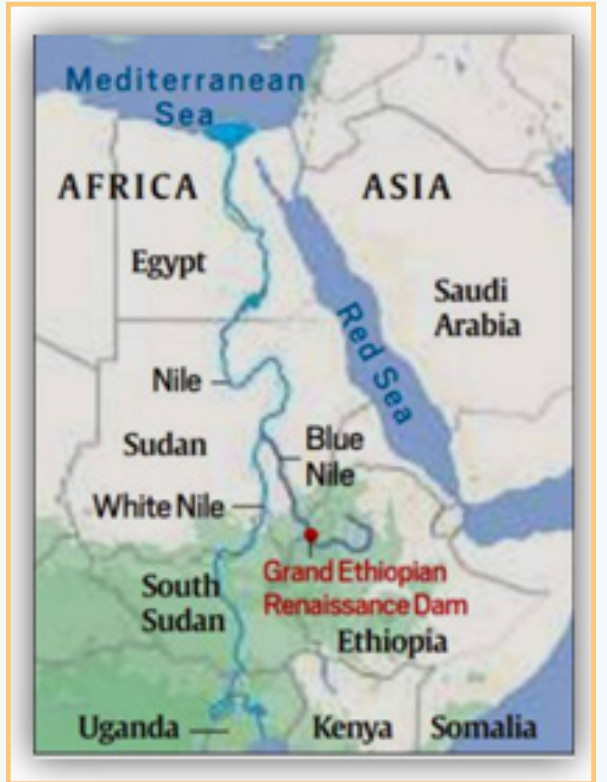 Mediterranean
Sea
AFRICA
ASIA
Egypt
Saudi
Arabia
Red Sea
Nile
Sudan
Blue
Nile
White Nile
South
Sudan
Grand Ethiopian
Renaissance Dam
Ethiopia
Uganda
Kenya
Somalia